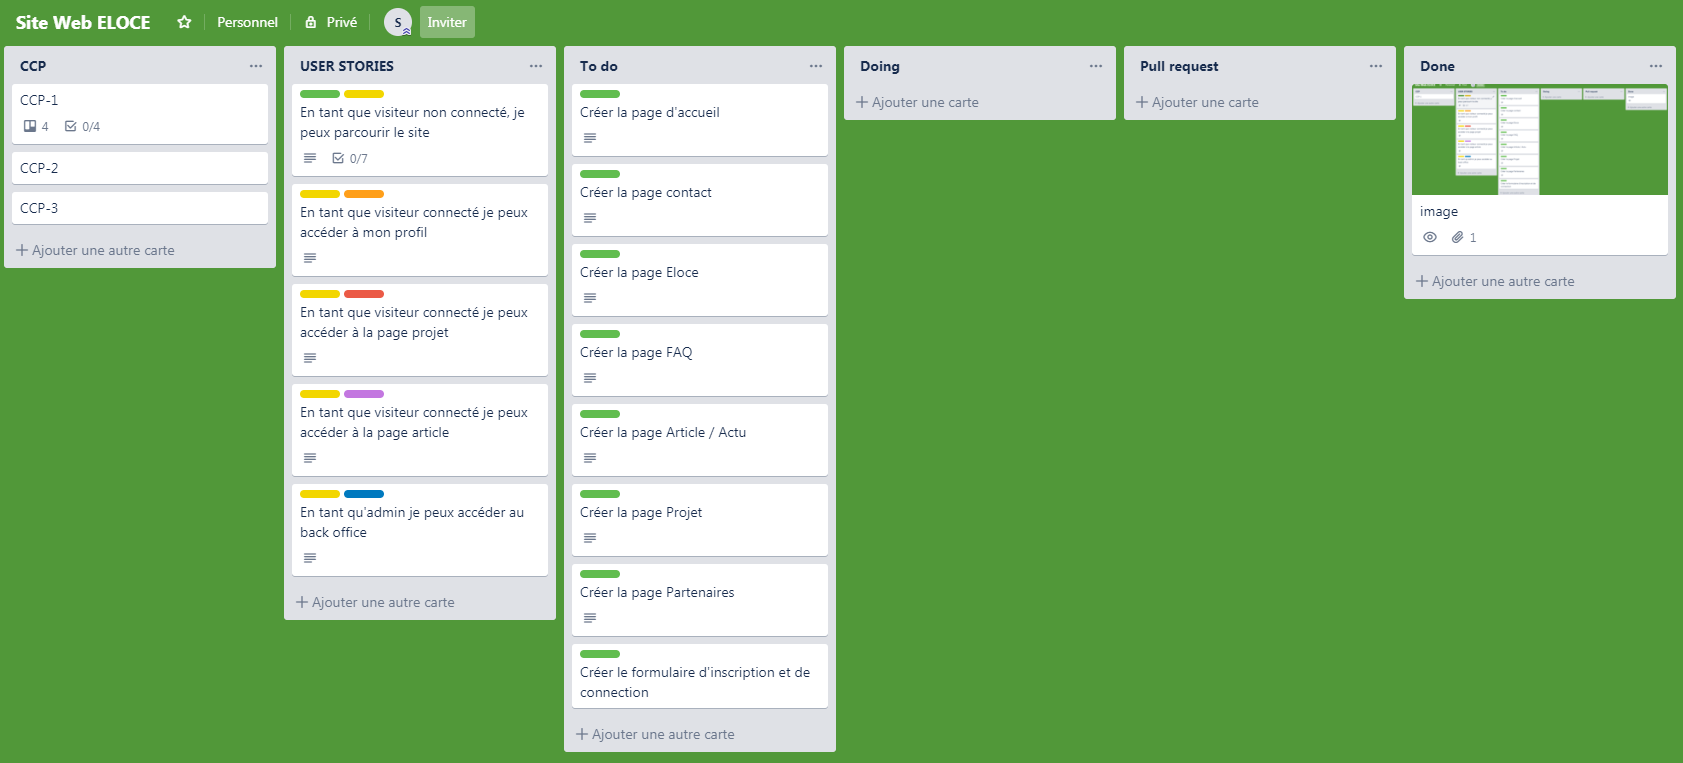 Site Web ELOCE
Personnel
Privé
S
Inviter
CCP
CCP-1
4
0/4
CCP-2
CCP-3
Ajouter une autre carte
USER STORIES
En tant que visiteur non connecté, je
peux parcourir le site
0/7
En tant que visiteur connecté je peux
accéder à mon profil
En tant que visiteur connecté je peux
accéder à la page projet
En tant que visiteur connecté je peux
accéder à la page article
En tant qu'admin je peux accéder au
back office
Ajouter une autre carte
To do
Créer la page d'accueil
Créer la page contact
Créer la page Eloce
Créer la page FAQ
Créer la page Article / Actu
Créer la page Projet
Créer la page Partenaires
Créer le formulaire d'inscription et de
connection
Ajouter une autre carte
Doing
Ajouter une carte
Pull request
Ajouter une carte
Done
image
1
Ajouter une autre carte